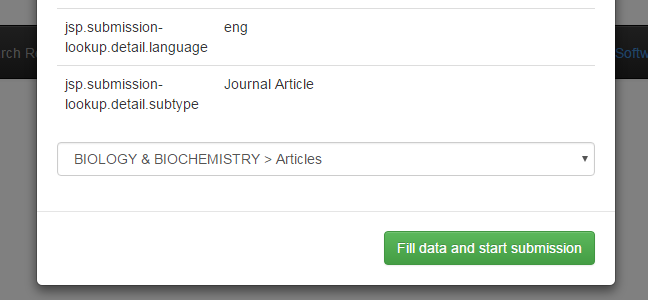 jsp.submission- eng
lookup.detail.language
rch Re
Softw
jsp.submission- Journal Article
lookup.detail.subtype
BIOLOGY & BIOCHEMISTRY > Articles
Fill data and start submission